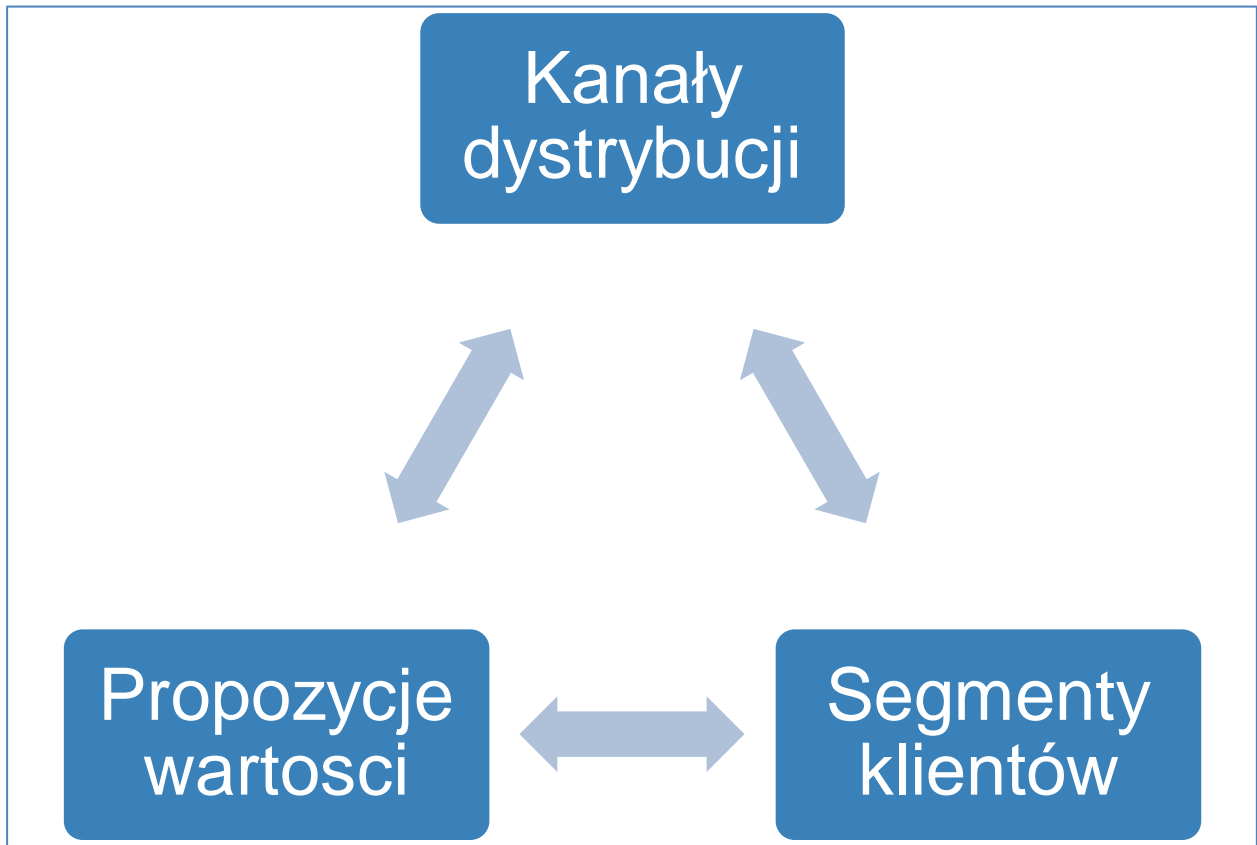 Kanały
dystrybucji
Propozycje
wartosci
Segmenty
klientów